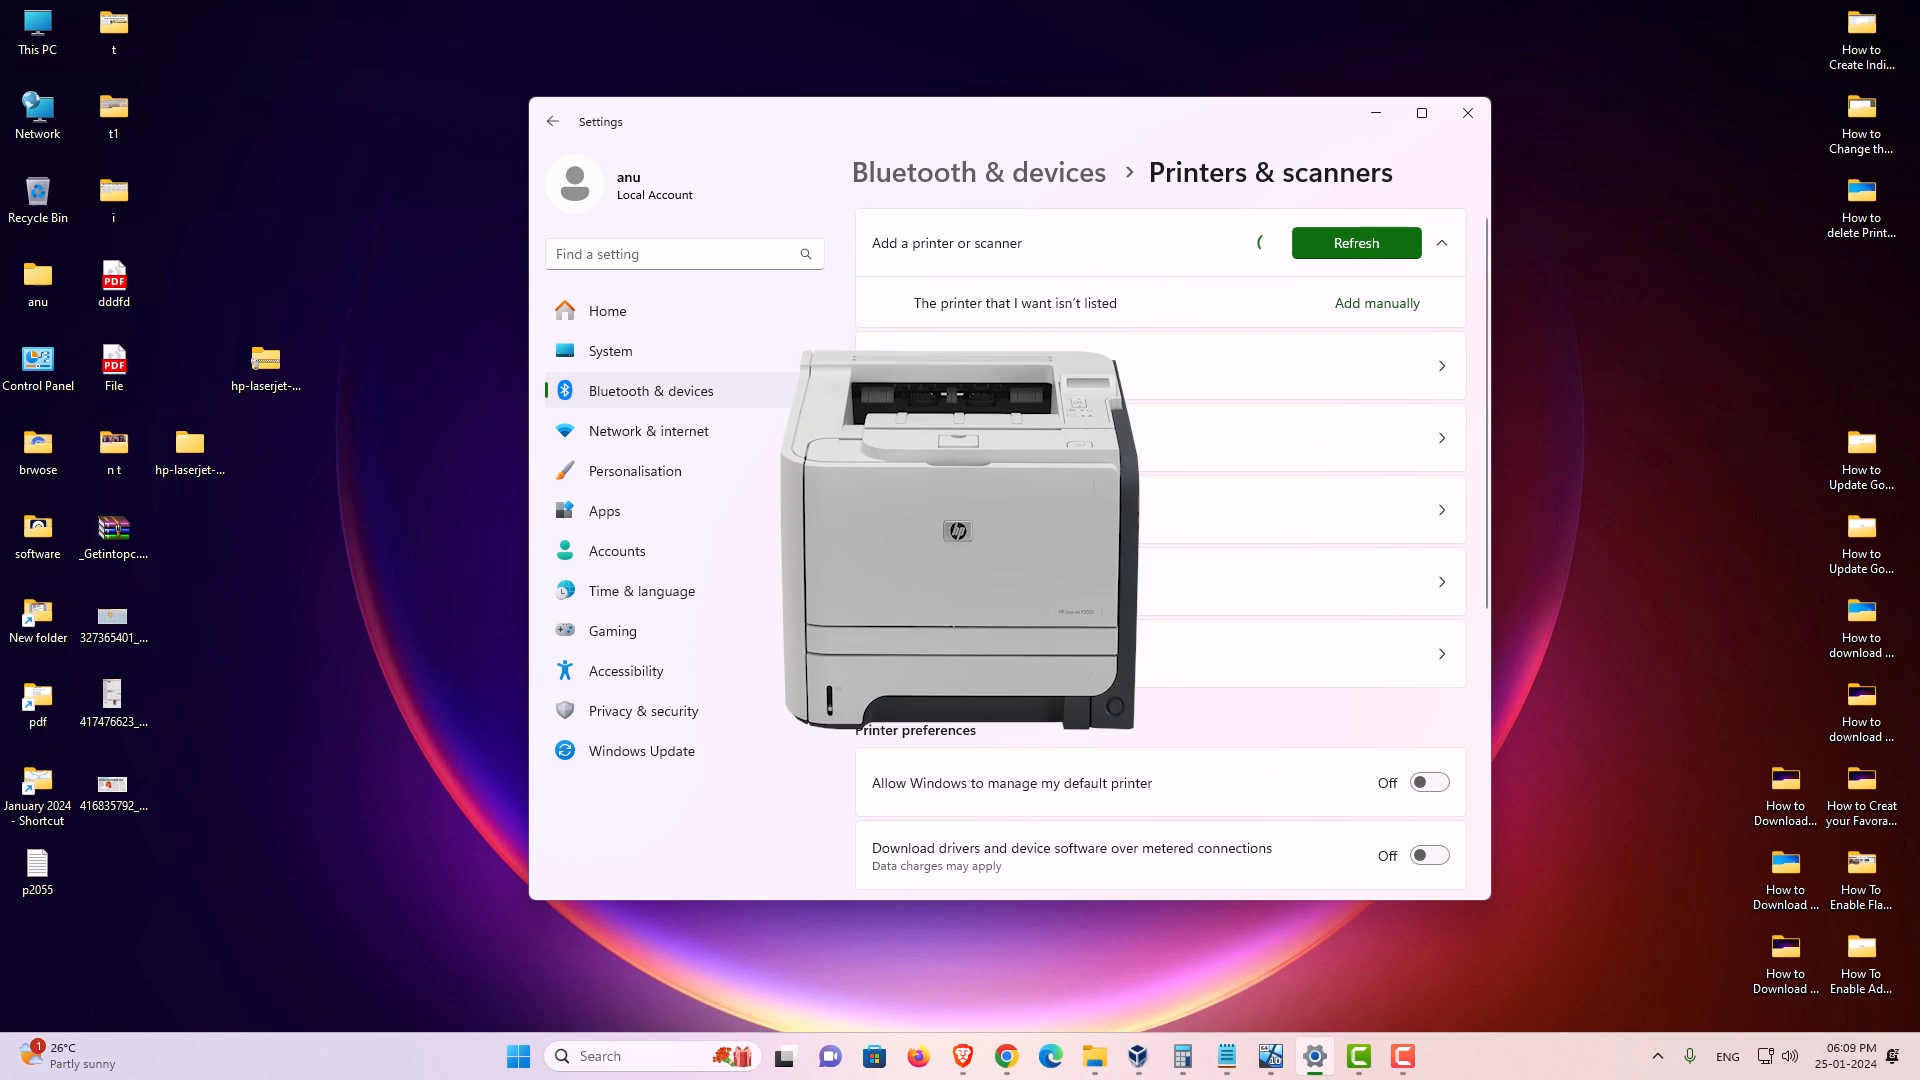 This PC
t
Network
t1
Recycle Bin
i
anu
PDF
dddfd
Control Panel
PDF
File
hp-laserjet-...
brwose
n t
hp-laserjet-...
software
_Getintopc....
New folder
327365401_...
pdf
417476623_...
January 2024
- Shortcut
416835792_...
p2055
Settings
anu
Local Account
Find a setting
Home
System
Bluetooth & devices
Network & internet
Personalisation
Apps
Accounts
Time & language
Gaming
Accessibility
Privacy & security
Windows Update
Bluetooth & devices › Printers & scanners
Add a printer or scanner
Refresh
The printer that I want isn't listed
Add manually
hp
HP LaserJet P2055
Printer preferences
Allow Windows to manage my default printer
Off
Download drivers and device software over metered connections
Data charges may apply
Off
How to
Create Indi...
How to
Change th...
How to
delete Print...
How to
Update Go...
How to
Update Go...
How to
download ...
How to
download ...
How to
Download...
How to Creat
your Favora...
How to
Download ...
How To
Enable Fla...
How to
Download ...
How To
Enable Ad...
1
26°C
Partly sunny
Search
ENG
06:09 PM
25-01-2024